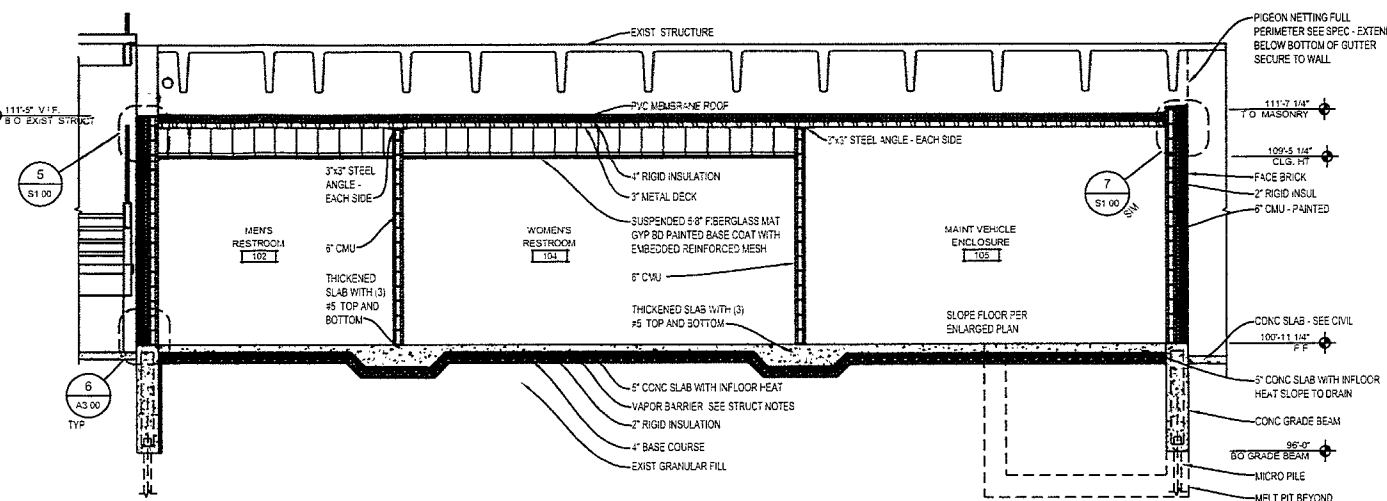 EXIST STRUCTURE
PIGEON NETTING FULL
PERIMETER SEE SPEC - EXTEND
BELOW BOTTOM OF GUTTER
SECURE TO WALL
111'-5" V.I.F.
B O EXIST STRUCT
PVC MEMBRANE ROOF
111'-7 1/4"
T O MASONRY
3"x3" STEEL ANGLE - EACH SIDE
109'-5 1/4"
CLG. HT
5
S1 00
3"x3" STEEL
ANGLE -
EACH SIDE
4" RIGID INSULATION
3" METAL DECK
7
S1 00
SIM
FACE BRICK
2" RIGID INSUL
6" CMU - PAINTED
SUSPENDED 5/8" FIBERGLASS MAT
GYP BD PAINTED BASE COAT WITH
EMBEDDED REINFORCED MESH
MEN'S
RESTROOM
102
6" CMU
WOMEN'S
RESTROOM
104
MAINT VEHICLE
ENCLOSURE
105
6" CMU
THICKENED
SLAB WITH (3)
#5 TOP AND
BOTTOM
THICKENED SLAB WITH (3)
#5 TOP AND BOTTOM
SLOPE FLOOR PER
ENLARGED PLAN
CONC SLAB - SEE CIVIL
100'-11 1/4"
F F
6
A3 00
TYP
5" CONC SLAB WITH INFLOOR HEAT
VAPOR BARRIER SEE STRUCT NOTES
2" RIGID INSULATION
4" BASE COURSE
EXIST GRANULAR FILL
CONC SLAB WITH INFLOOR
HEAT SLOPE TO DRAIN
CONC GRADE BEAM
96'-0"
BO GRADE BEAM
MICRO PILE
MELT PIT BEYOND